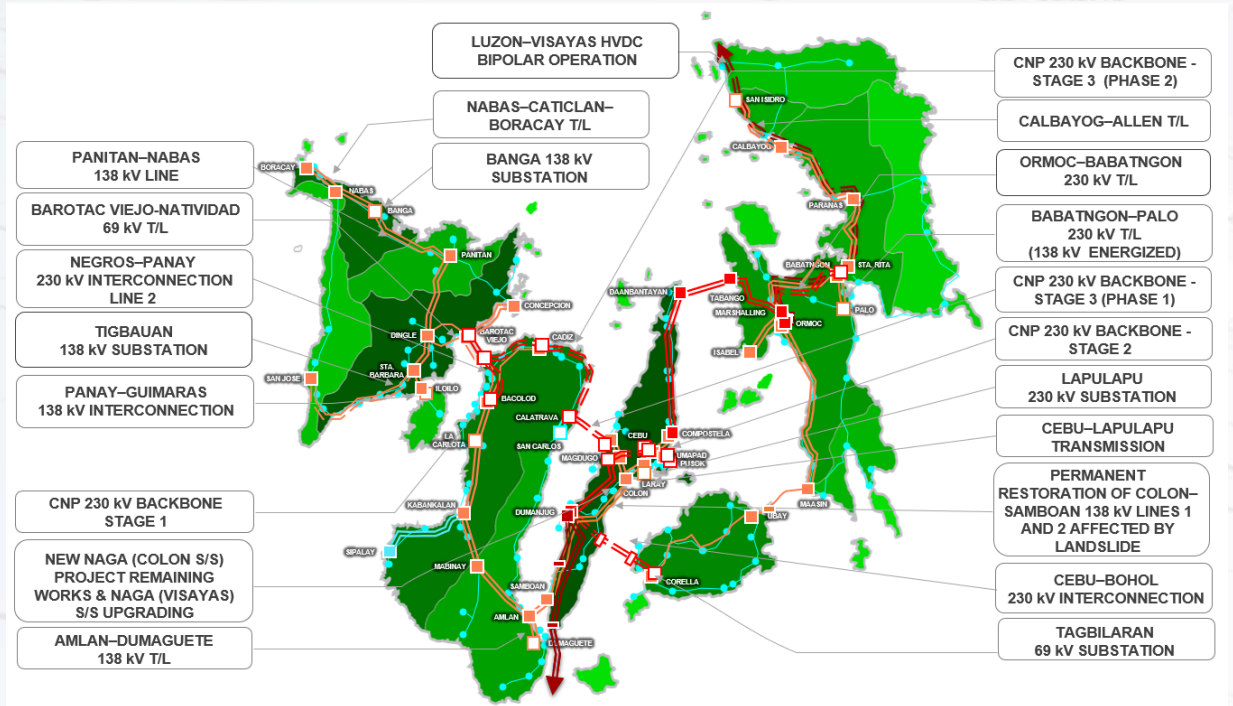 LUZON–VISAYAS HVDC
BIPOLAR OPERATION
NABAS–CATICLAN–
BORACAY T/L
BANGA 138 kV
SUBSTATION
PANITAN–NABAS
138 kV LINE
BAROTAC VIEJO-NATIVIDAD
69 kV T/L
NEGROS–PANAY
230 kV INTERCONNECTION
LINE 2
TIGBAUAN
138 kV SUBSTATION
PANAY–GUIMARAS
138 kV INTERCONNECTION
CNP 230 kV BACKBONE
STAGE 1
NEW NAGA (COLON S/S)
PROJECT REMAINING
WORKS & NAGA (VISAYAS)
S/S UPGRADING
AMLAN–DUMAGUETE
138 kV T/L
CNP 230 kV BACKBONE -
STAGE 3 (PHASE 2)
CALBAYOG–ALLEN T/L
ORMOC–BABATNGON
230 kV T/L
BABATNGON–PALO
230 kV T/L
(138 kV ENERGIZED)
CNP 230 kV BACKBONE -
STAGE 3 (PHASE 1)
CNP 230 kV BACKBONE -
STAGE 2
LAPULAPU
230 kV SUBSTATION
CEBU–LAPULAPU
TRANSMISSION
PERMANENT
RESTORATION OF COLON–
SAMBOAN 138 kV LINES 1
AND 2 AFFECTED BY
LANDSLIDE
CEBU–BOHOL
230 kV INTERCONNECTION
TAGBILARAN
69 kV SUBSTATION
BORACAY
NABAS
BANGA
PANITAN
CONCEPCION
DINGLE
BAROTAC
VIEJO
STA.
BARBARA
SAN JOSE
ILOILO
CADIZ
BACOLOD
CALATRAVA
SAN CARLOS
LA
CARLOTA
KABANKALAN
SIPALAY
MABINAY
AMLAN
SAMBOAN
DUMAGUETE
DUMANJUG
MAGDUGO
CEBU
COLON
LARAY
UMAPAD
PUSOK
COMPOSTELA
DAANBANTAYAN
TABANGO
MARSHALLING
ORMOC
ISABEL
BABATNGON
STA. RITA
PALO
PARANAS
CALBAYOG
SAN ISIDRO
MAASIN
UBAY
CORELLA